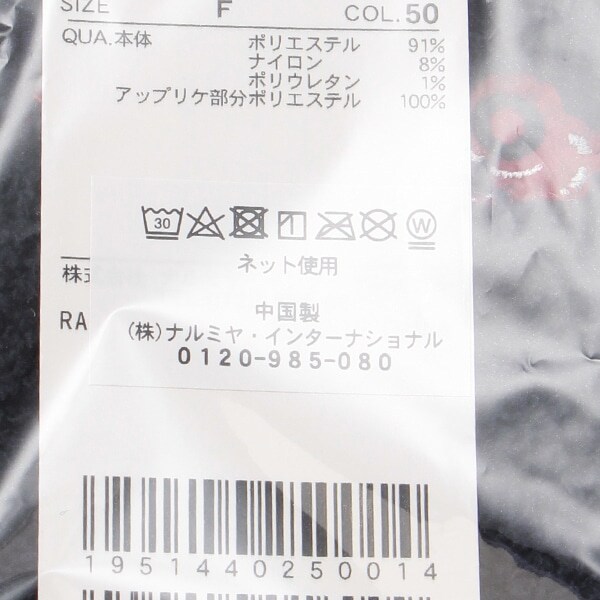 SIZE F COL.50
QUA.本体 ポリエステル 91%
ナイロン 8%
ポリウレタン 1%
アップリケ部分ポリエステル 100%
30 W
ネット使用
株式
中国製
RA
(株)ナルミヤ・インターナショナル
0120-985-080
1951440250014